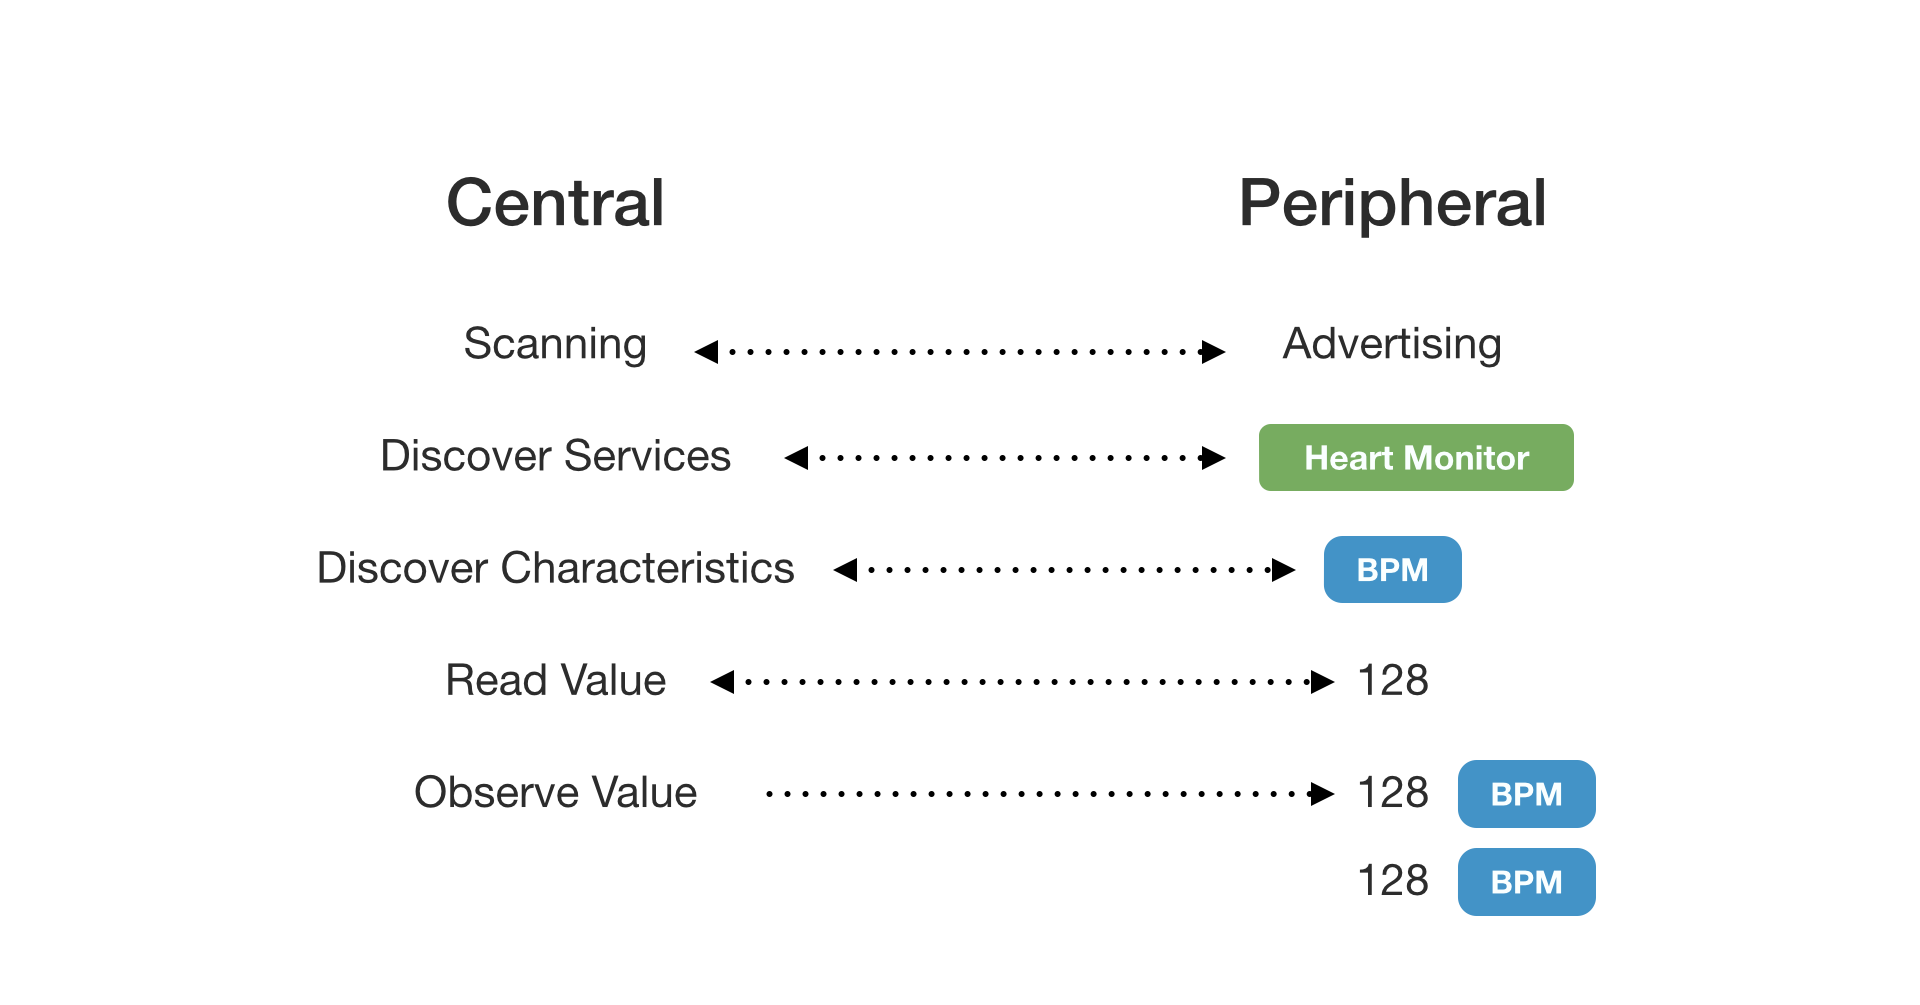 Central Peripheral
Scanning Advertising
Discover Services Heart Monitor
Discover Characteristics BPM
Read Value 128
Observe Value 128 BPM
128 BPM